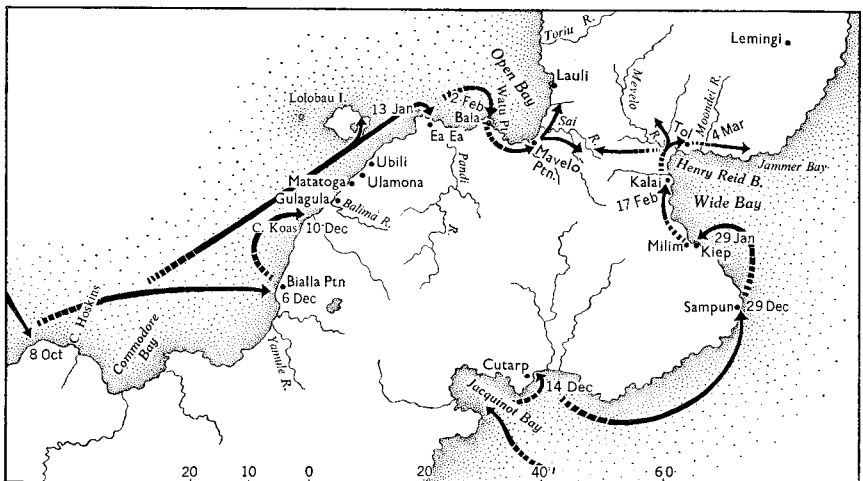 Toriu R.
Lemingi
Open Bay
Lauli
Mevelo R.
Moondei R.
Lolobau I.
13 Jan
2 Feb
Watu Pt.
Bala
Ea Ea
Sai R.
Tol
4 Mar
Mavelo Ptn.
Jammer Bay
Ubili
Ulamona
Matatoga
Gulagula
Balima R.
Pandi R.
Henry Reid B.
Kalai
Wide Bay
17 Feb
C. Koas
10 Dec
29 Jan
Milim
Kiep
Bialla Ptn
6 Dec
Sampun
29 Dec
C Hoskins
8 Oct
Commodore Bay
Yamule R.
Cutarp
14 Dec
Jacquinot Bay
20 10 0 20 40 60